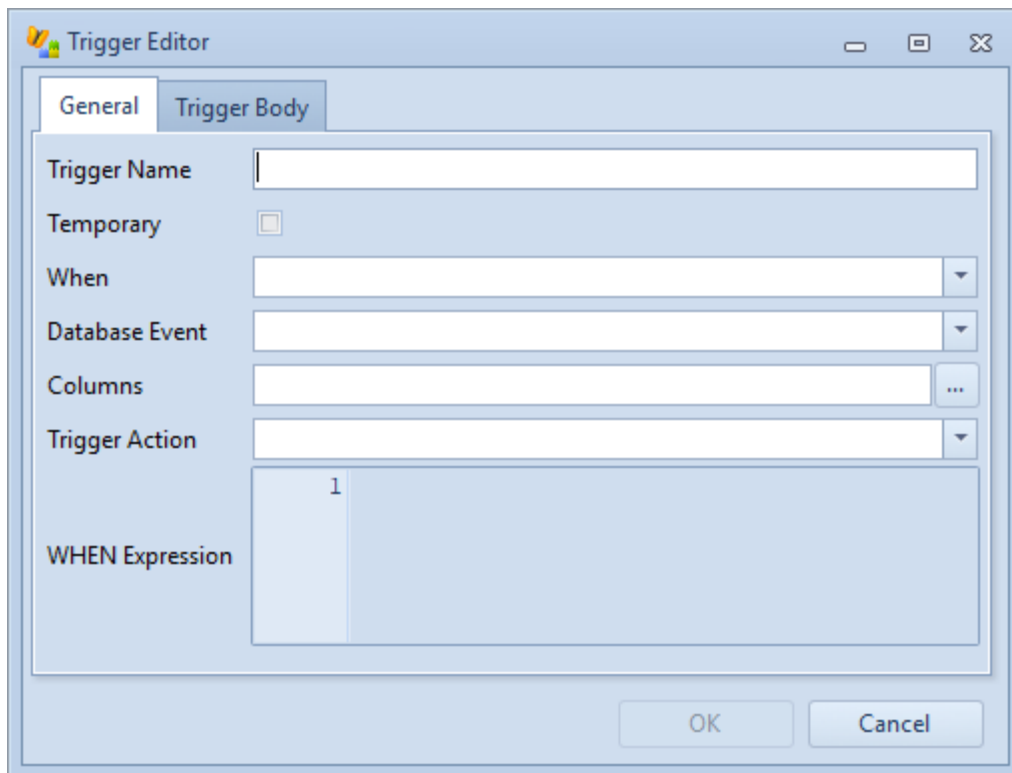 Trigger Editor
General Trigger Body
Trigger Name
Temporary
When
Database Event
Columns ...
Trigger Action
1
WHEN Expression
OK Cancel